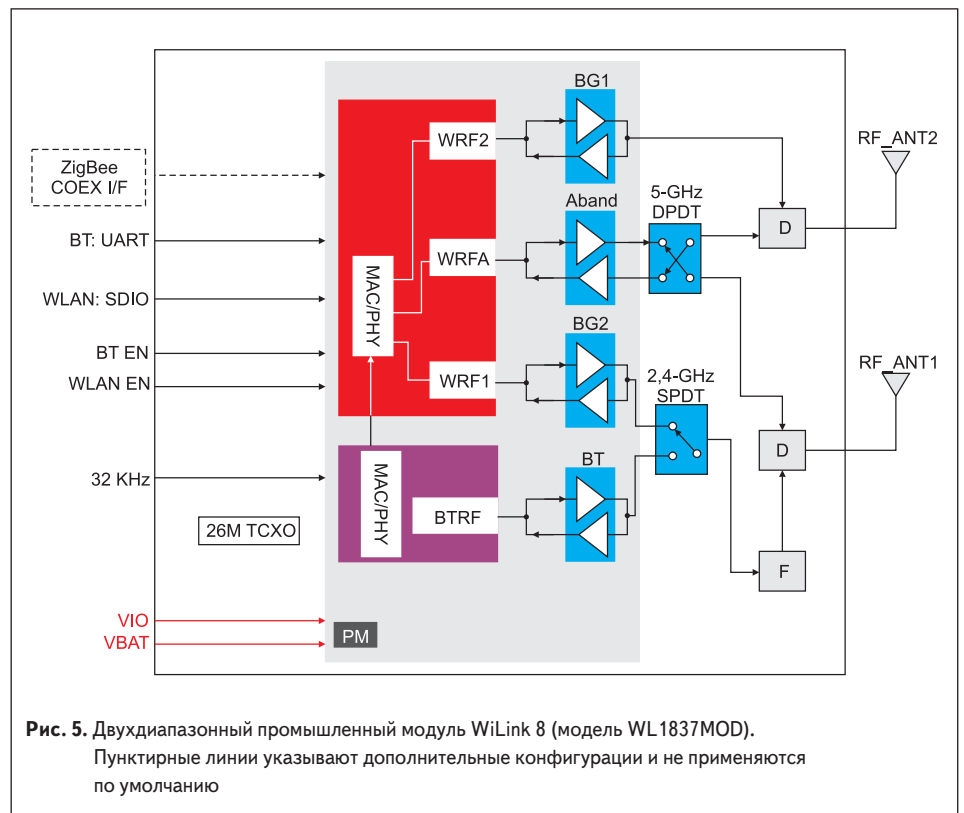 BG1
WRF2
RF_ANT2
ZigBee
COEX I/F
Aband
5-GHz
DPDT
D
BT: UART
WRFA
MAC/PHY
WLAN: SDIO
BG2
BT EN
WLAN EN
WRF1
2,4-GHz
SPDT
RF_ANT1
D
BT
32 KHz
MAC/PHY
BTRF
26M TCXO
F
VIO
VBAT
PM
Рис. 5. Двухдиапазонный промышленный модуль WiLink 8 (модель WL1837MOD).
Пунктирные линии указывают дополнительные конфигурации и не применяются
по умолчанию